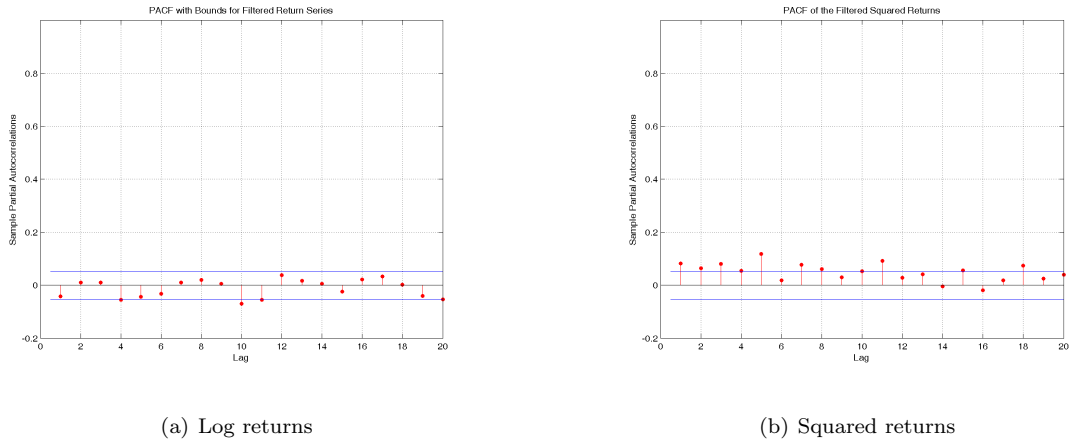 PACF with Bounds for Filtered Return Series
Sample Partial Autocorrelations
0.8
0.6
0.4
0.2
0
-0.2
0 2 4 6 8 10 12 14 16 18 20
Lag
(a) Log returns
PACF of the Filtered Squared Returns
Sample Partial Autocorrelations
0.8
0.6
0.4
0.2
0
-0.2
0 2 4 6 8 10 12 14 16 18 20
Lag
(b) Squared returns